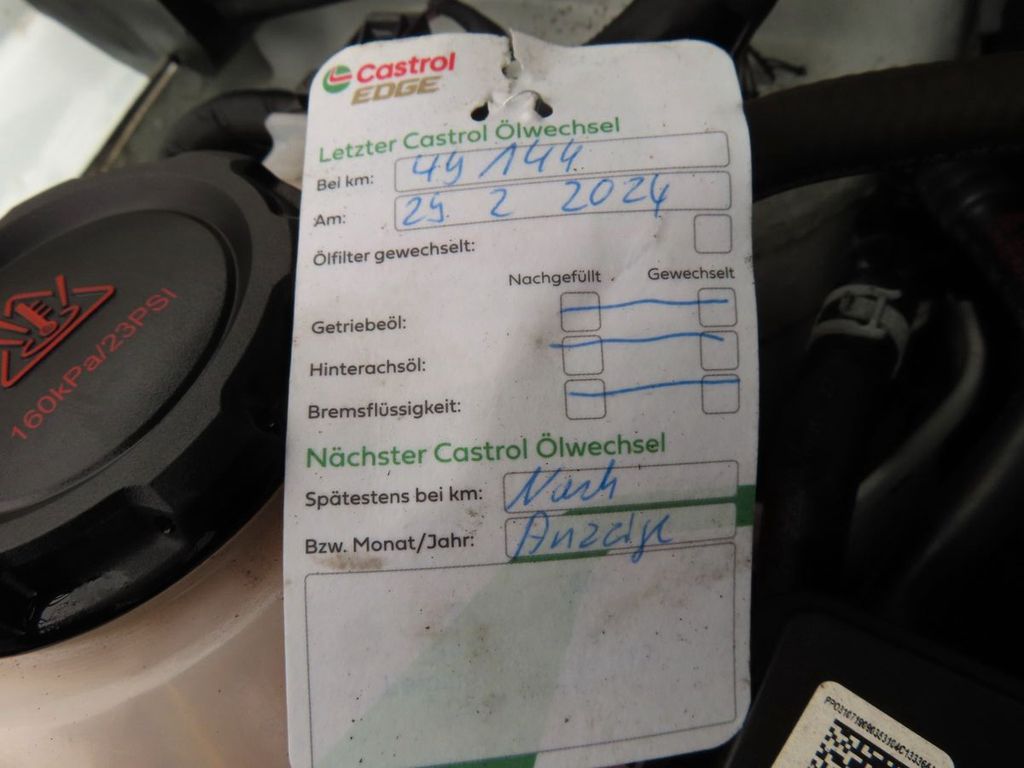 Castrol
EDGE
Letzter Castrol Ölwechsel
Bei km: 49 144
Am: 29. 2 2024
Ölfilter gewechselt:
Nachgefüllt Gewechselt
Getriebeöl:
Hinterachsöl:
Bremsflüssigkeit:
Nächster Castrol Ölwechsel
Spätestens bei km: Nach
Bzw. Monat/Jahr: Anzeige
160kPa/23PSI